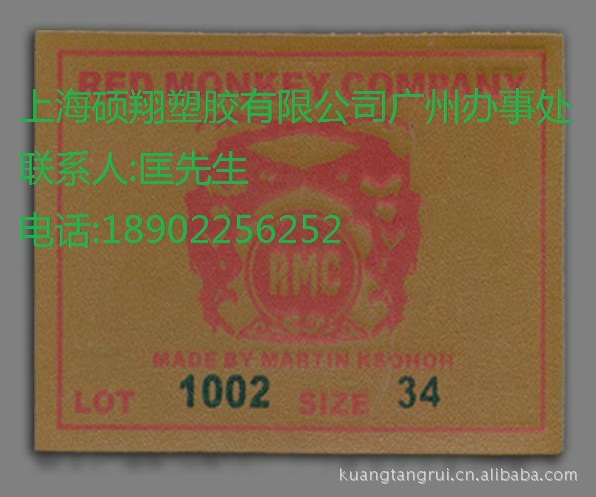 RED MONKEY COMPANY
上海硕翔塑胶有限公司广州办事处
联系人:匡先生
电话:18902256252
RMC
MADE BY MARTIN KSOHOH
LOT 1002 SIZE 34
kuangtangrui.cn.alibaba.com